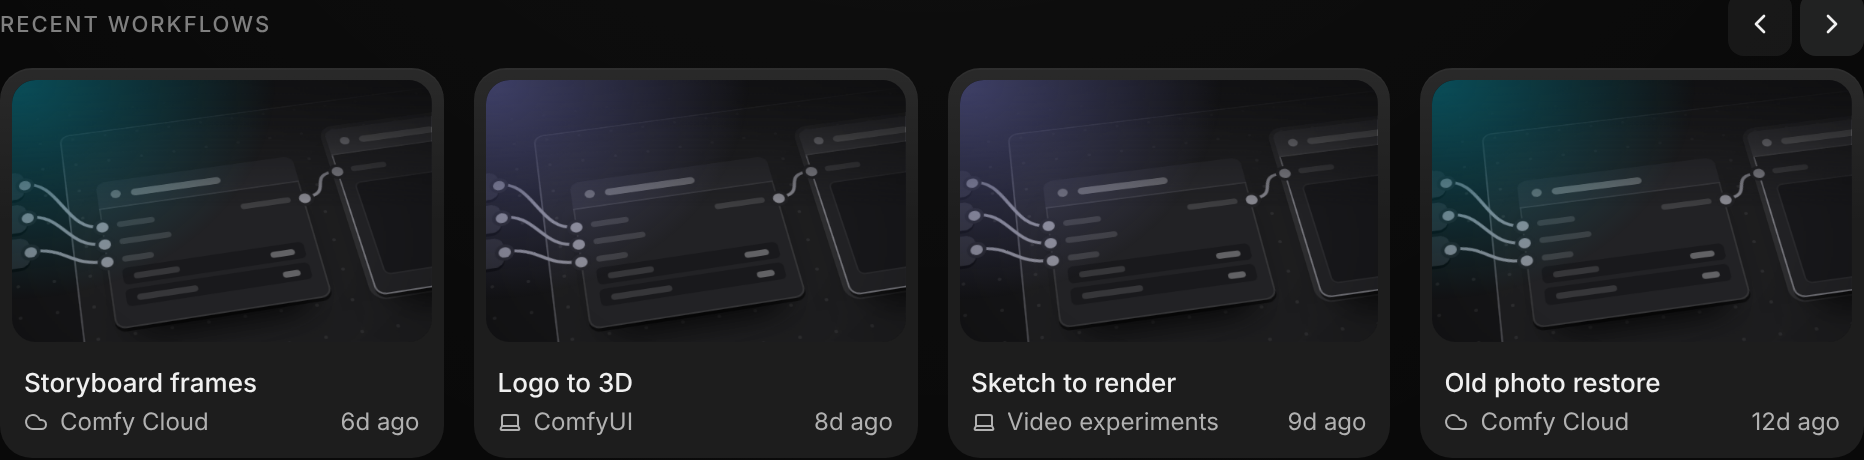 RECENT WORKFLOWS
Storyboard frames
Comfy Cloud 6d ago
Logo to 3D
ComfyUI 8d ago
Sketch to render
Video experiments 9d ago
Old photo restore
Comfy Cloud 12d ago